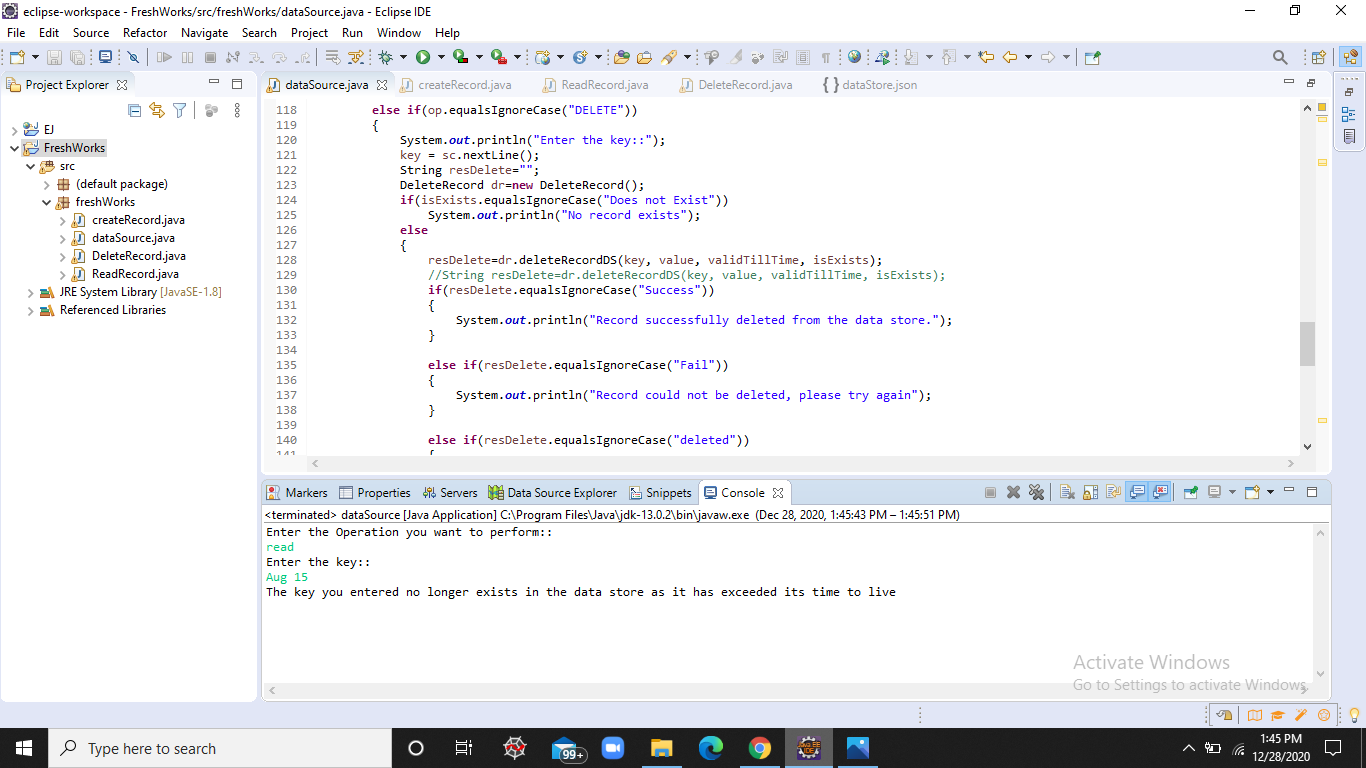 eclipse-workspace - FreshWorks/src/freshWorks/dataSource.java - Eclipse IDE
File Edit Source Refactor Navigate Search Project Run Window Help
Project Explorer
EJ
FreshWorks
src
(default package)
freshWorks
createRecord.java
dataSource.java
DeleteRecord.java
ReadRecord.java
JRE System Library [JavaSE-1.8]
Referenced Libraries
dataSource.java createRecord.java ReadRecord.java DeleteRecord.java { } dataStore.json
118 else if(op.equalsIgnoreCase("DELETE"))
119 {
120 System.out.println("Enter the key::");
121 key = sc.nextLine();
122 String resDelete="";
123 DeleteRecord dr=new DeleteRecord();
124 if(isExists.equalsIgnoreCase("Does not Exist"))
125 System.out.println("No record exists");
126 else
127 {
128 resDelete=dr.deleteRecordDS(key, value, validTillTime, isExists);
129 //String resDelete=dr.deleteRecordDS(key, value, validTillTime, isExists);
130 if(resDelete.equalsIgnoreCase("Success"))
131 {
132 System.out.println("Record successfully deleted from the data store.");
133 }
134
135 else if(resDelete.equalsIgnoreCase("Fail"))
136 {
137 System.out.println("Record could not be deleted, please try again");
138 }
139
140 else if(resDelete.equalsIgnoreCase("deleted"))
141 {
Markers Properties Servers Data Source Explorer Snippets Console
<terminated> dataSource [Java Application] C:\Program Files\Java\jdk-13.0.2\bin\javaw.exe (Dec 28, 2020, 1:45:43 PM – 1:45:51 PM)
Enter the Operation you want to perform::
read
Enter the key::
Aug 15
The key you entered no longer exists in the data store as it has exceeded its time to live
Activate Windows
Go to Settings to activate Windows.
Type here to search
99+
Java EE
IDE
1:45 PM
12/28/2020